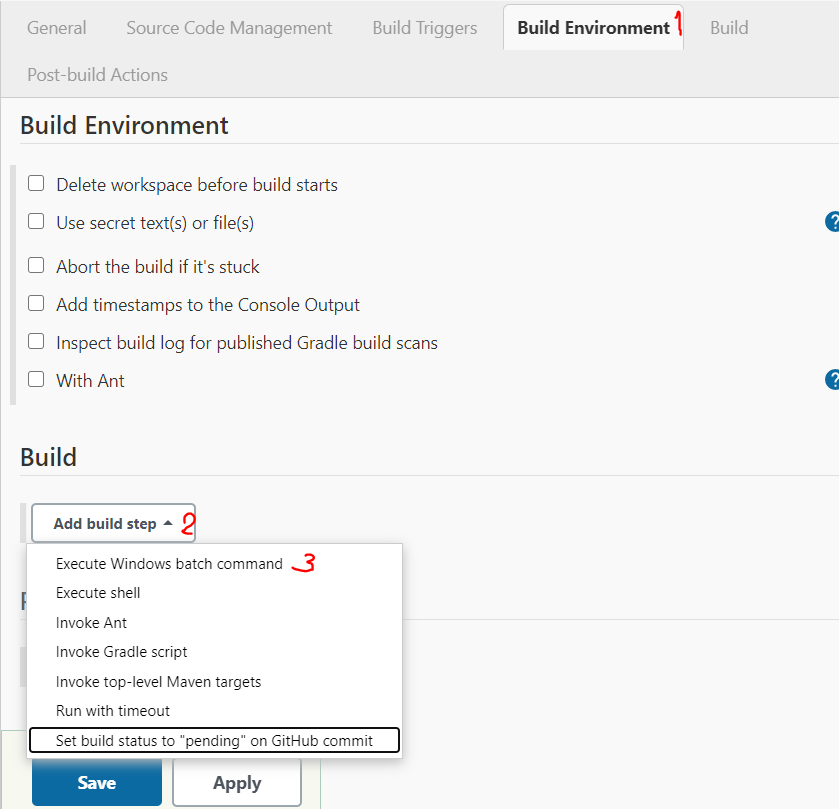 General Source Code Management Build Triggers Build Environment 1 Build
Post-build Actions
Build Environment
Delete workspace before build starts
Use secret text(s) or file(s) ?
Abort the build if it's stuck
Add timestamps to the Console Output
Inspect build log for published Gradle build scans
With Ant ?
Build
Add build step 2
Execute Windows batch command 3
Execute shell
Invoke Ant
Invoke Gradle script
Invoke top-level Maven targets
Run with timeout
Set build status to "pending" on GitHub commit
Save Apply